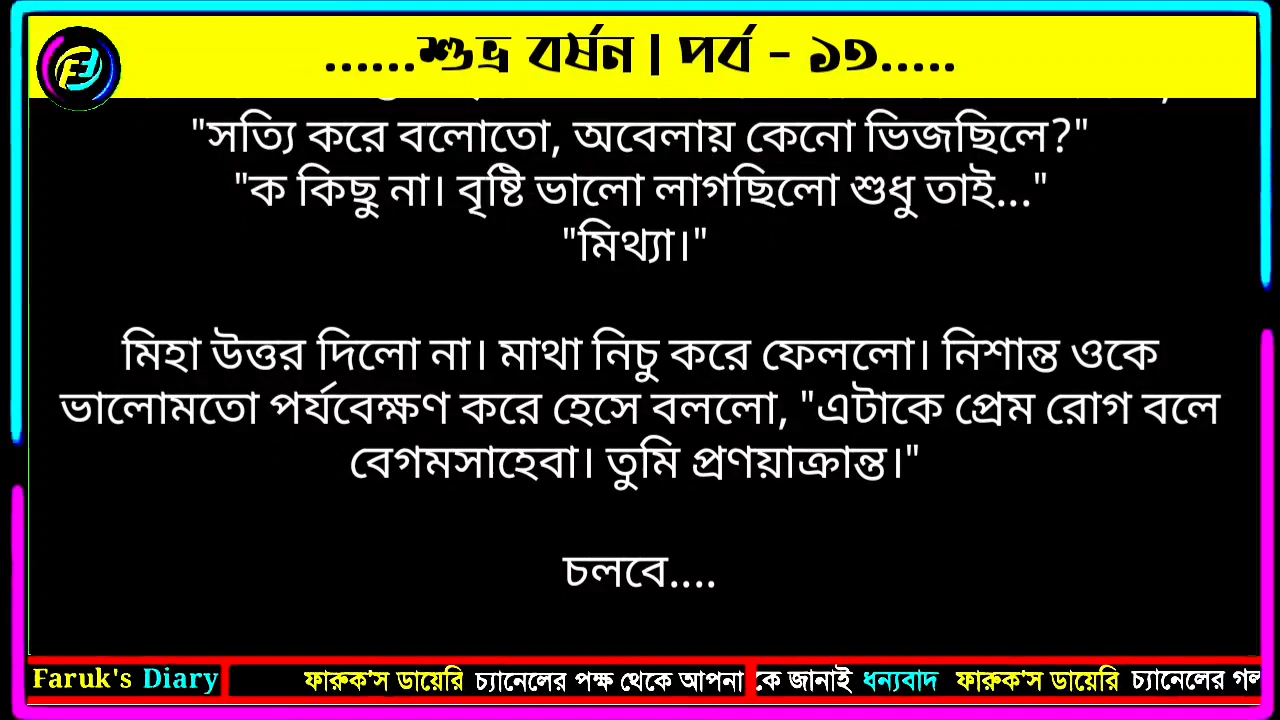 ......শুভ্র বর্ষন | পর্ব - ১৩.....
"সত্যি করে বলোতো, অবেলায় কেনো ভিজছিলে?"
"ক কিছু না। বৃষ্টি ভালো লাগছিলো শুধু তাই..."
"মিথ্যা।"
মিহা উত্তর দিলো না। মাথা নিচু করে ফেললো। নিশান্ত ওকে
ভালোমতো পর্যবেক্ষণ করে হেসে বললো, "এটাকে প্রেম রোগ বলে
বেগমসাহেবা। তুমি প্রণয়াক্রান্ত।"
চলবে....
Faruk's Diary ফারুক'স ডায়েরি চ্যানেলের পক্ষ থেকে আপনা কে জানাই ধন্যবাদ ফারুক'স ডায়েরি চ্যানেলের গল